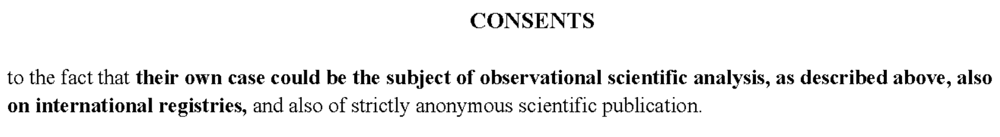 CONSENTS
to the fact that their own case could be the subject of observational scientific analysis, as described above, also
on international registries, and also of strictly anonymous scientific publication.